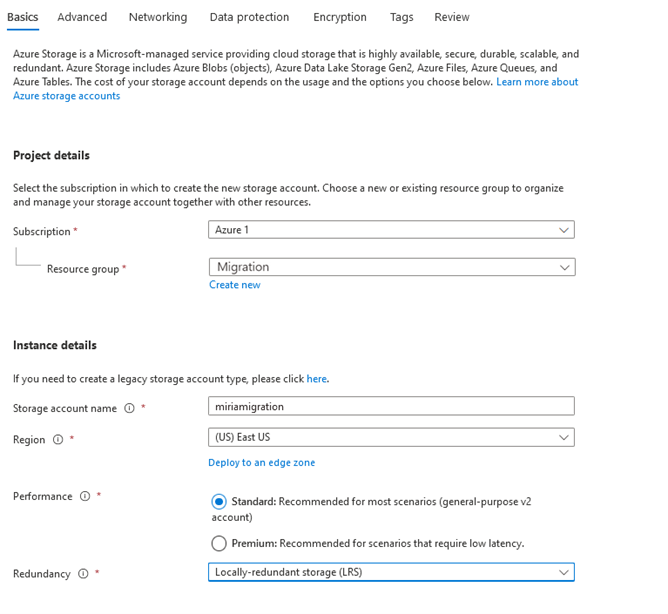 Basics Advanced Networking Data protection Encryption Tags Review
Azure Storage is a Microsoft-managed service providing cloud storage that is highly available, secure, durable, scalable, and
redundant. Azure Storage includes Azure Blobs (objects), Azure Data Lake Storage Gen2, Azure Files, Azure Queues, and
Azure Tables. The cost of your storage account depends on the usage and the options you choose below. Learn more about
Azure storage accounts
Project details
Select the subscription in which to create the new storage account. Choose a new or existing resource group to organize
and manage your storage account together with other resources.
Subscription * Azure 1
Resource group * Migration
Create new
Instance details
If you need to create a legacy storage account type, please click here.
Storage account name * miriamigration
Region * (US) East US
Deploy to an edge zone
Performance * Standard: Recommended for most scenarios (general-purpose v2
account)
Premium: Recommended for scenarios that require low latency.
Redundancy * Locally-redundant storage (LRS)